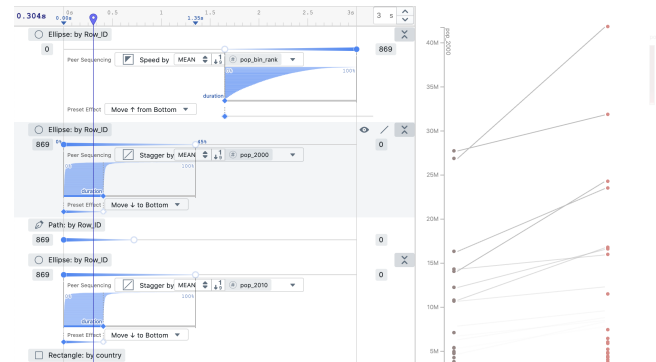 0.304s
0s 0.5 1 1.5 2 2.5 3s
0.00s 1.35s
3 s
Ellipse: by Row_ID
0 869
Peer Sequencing Speed by MEAN pop_bin_rank
0% 100%
duration
Preset Effect Move ↑ from Bottom
Ellipse: by Row_ID
869 0
Peer Sequencing Stagger by MEAN pop_2000
100%
duration
Preset Effect Move ↓ to Bottom
Path: by Row_ID
869 0
Ellipse: by Row_ID
869 0
Peer Sequencing Stagger by MEAN pop_2010
100%
duration
Preset Effect Move ↓ to Bottom
Rectangle: by country
pop_2000
40M
35M
30M
25M
20M
15M
10M
5M